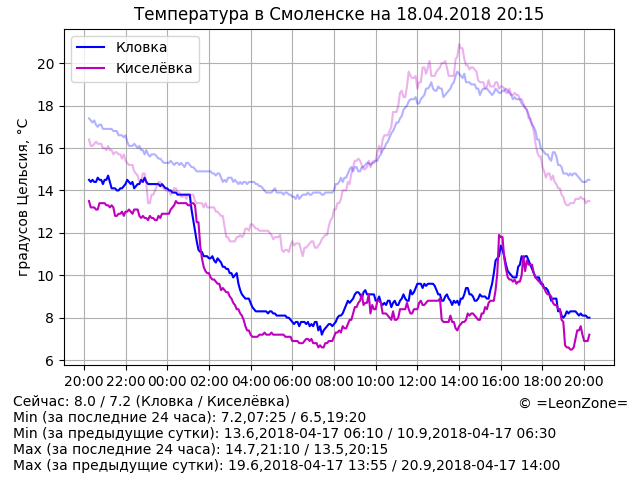 Температура в Смоленске на 18.04.2018 20:15
Кловка
Киселёвка
градусов Цельсия, °C
20
18
16
14
12
10
8
6
20:00 22:00 00:00 02:00 04:00 06:00 08:00 10:00 12:00 14:00 16:00 18:00 20:00
Сейчас: 8.0 / 7.2 (Кловка / Киселёвка)
© =LeonZone=
Min (за последние 24 часа): 7.2,07:25 / 6.5,19:20
Min (за предыдущие сутки): 13.6,2018-04-17 06:10 / 10.9,2018-04-17 06:30
Max (за последние 24 часа): 14.7,21:10 / 13.5,20:15
Max (за предыдущие сутки): 19.6,2018-04-17 13:55 / 20.9,2018-04-17 14:00